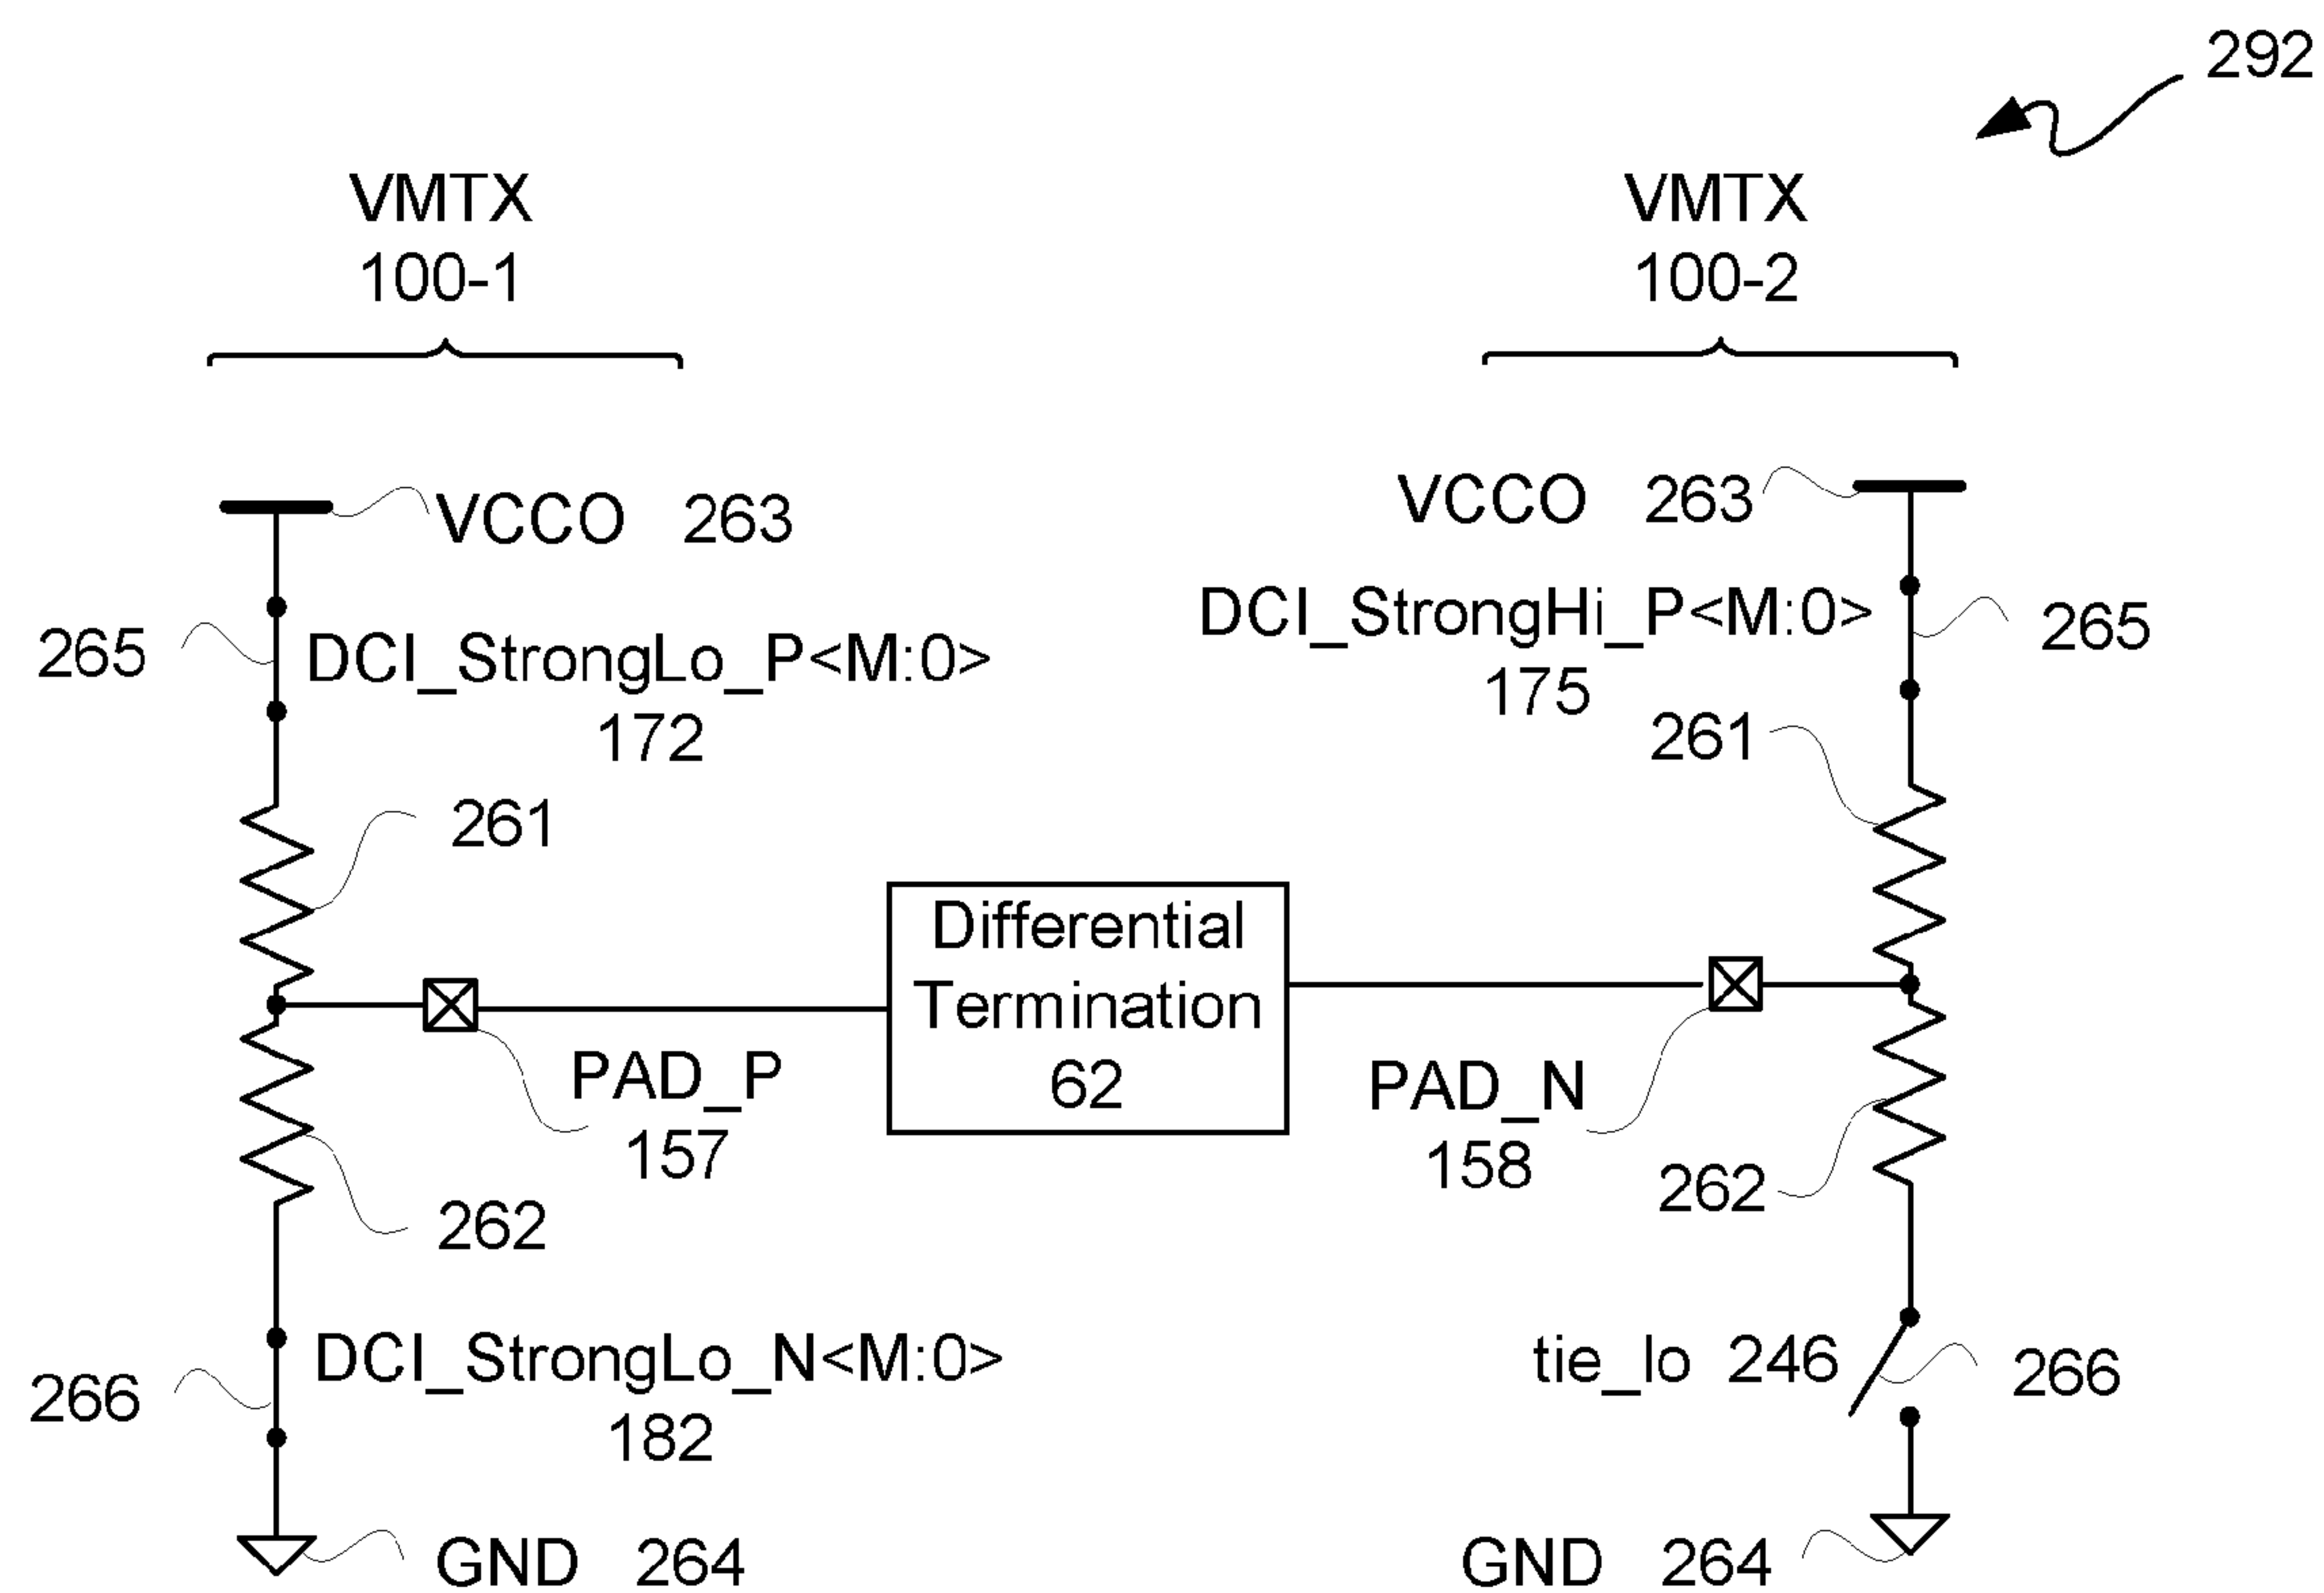 292
VMTX
100-1
VMTX
100-2
VCCO 263
VCCO 263
265
DCI_StrongLo_P<M:0>
172
DCI_StrongHi_P<M:0>
175
265
261
261
Differential
Termination
62
PAD_P
157
PAD_N
158
262
262
266
DCI_StrongLo_N<M:0>
182
tie_lo 246
266
GND 264
GND 264